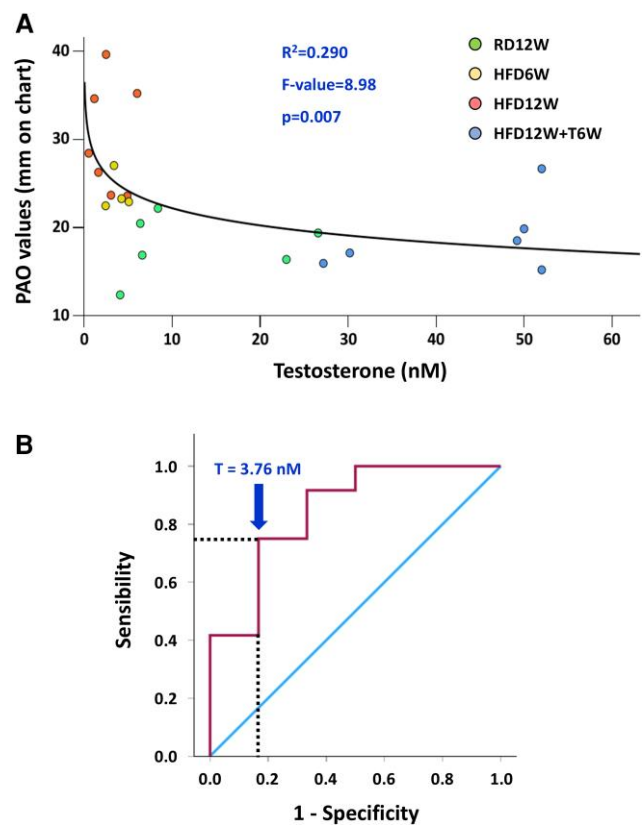 A
R²=0.290
F-value=8.98
p=0.007
RD12W
HFD6W
HFD12W
HFD12W+T6W
PAO values (mm on chart)
40
30
20
10
0 10 20 30 40 50 60
Testosterone (nM)
B
T = 3.76 nM
Sensibility
1.0
0.8
0.6
0.4
0.2
0.0
0.0 0.2 0.4 0.6 0.8 1.0
1 - Specificity